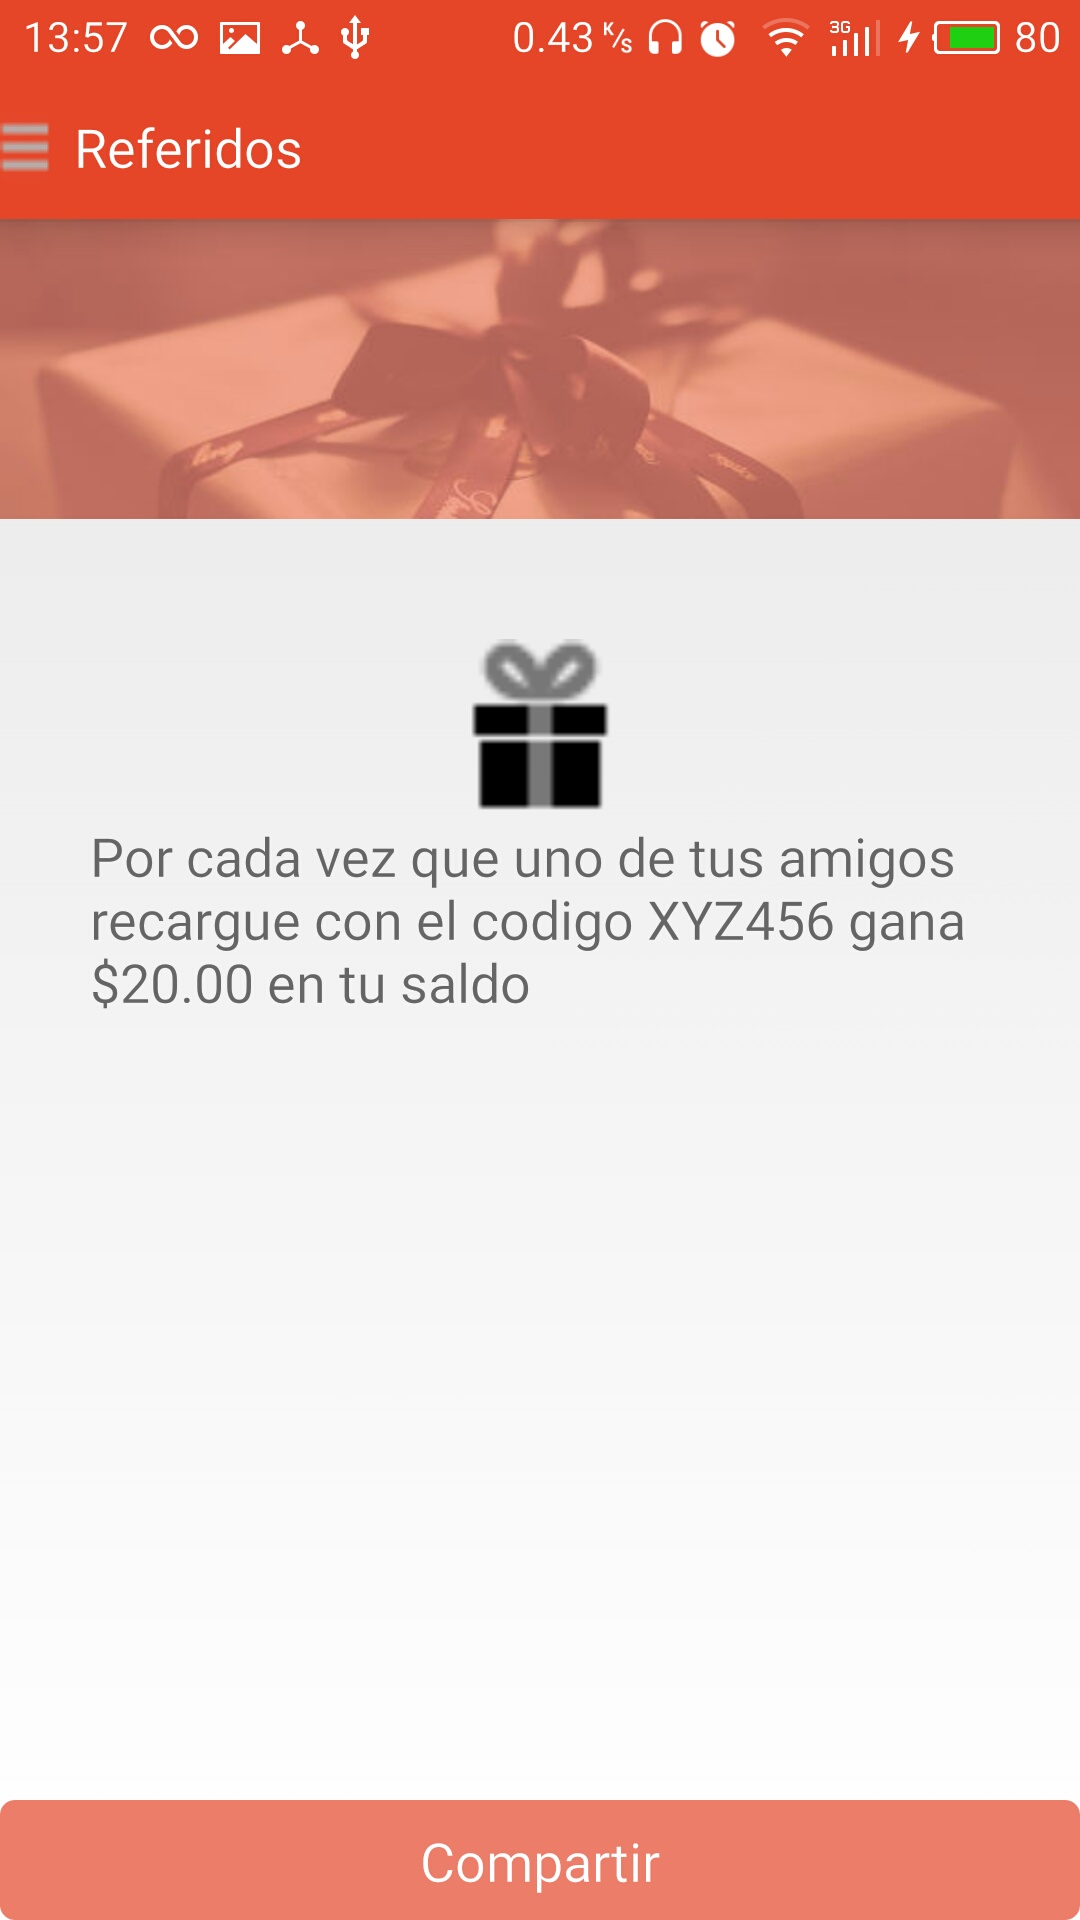 13:57 0.43 K/s 3G 80
Referidos
Por cada vez que uno de tus amigos
recargue con el codigo XYZ456 gana
$20.00 en tu saldo
Compartir